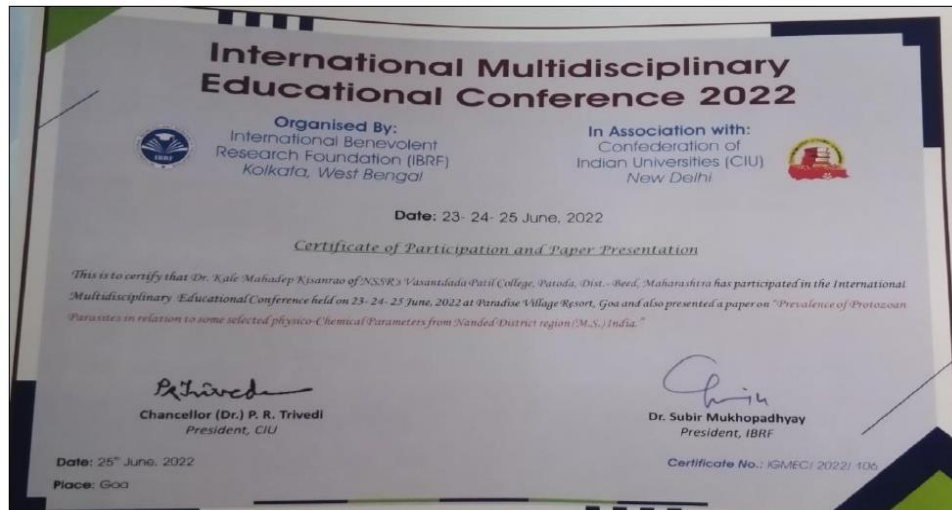 International Multidisciplinary
Educational Conference 2022
Organised By:
International Benevolent
Research Foundation (IBRF)
Kolkata, West Bengal
IBRF
In Association with:
Confederation of
Indian Universities (CIU)
New Delhi
Date: 23- 24- 25 June, 2022
Certificate of Participation and Paper Presentation
This is to certify that Dr. Kale Mahadep Kisanrao of NSSR's Vasantdada Patil College, Patoda, Dist.- Beed, Maharashtra has participated in the International
Multidisciplinary Educational Conference held on 23- 24- 25 June, 2022 at Paradise Village Resort, Goa and also presented a paper on "Prevalence of Protozoan
Parasites in relation to some selected physico-Chemical Parameters from Nanded District region (M.S.) India."
PRTrivedi
Chancellor (Dr.) P. R. Trivedi
President, CIU
Dr. Subir Mukhopadhyay
President, IBRF
Date: 25th June, 2022
Certificate No.: IGMEC/ 2022/ 106
Place: Goa